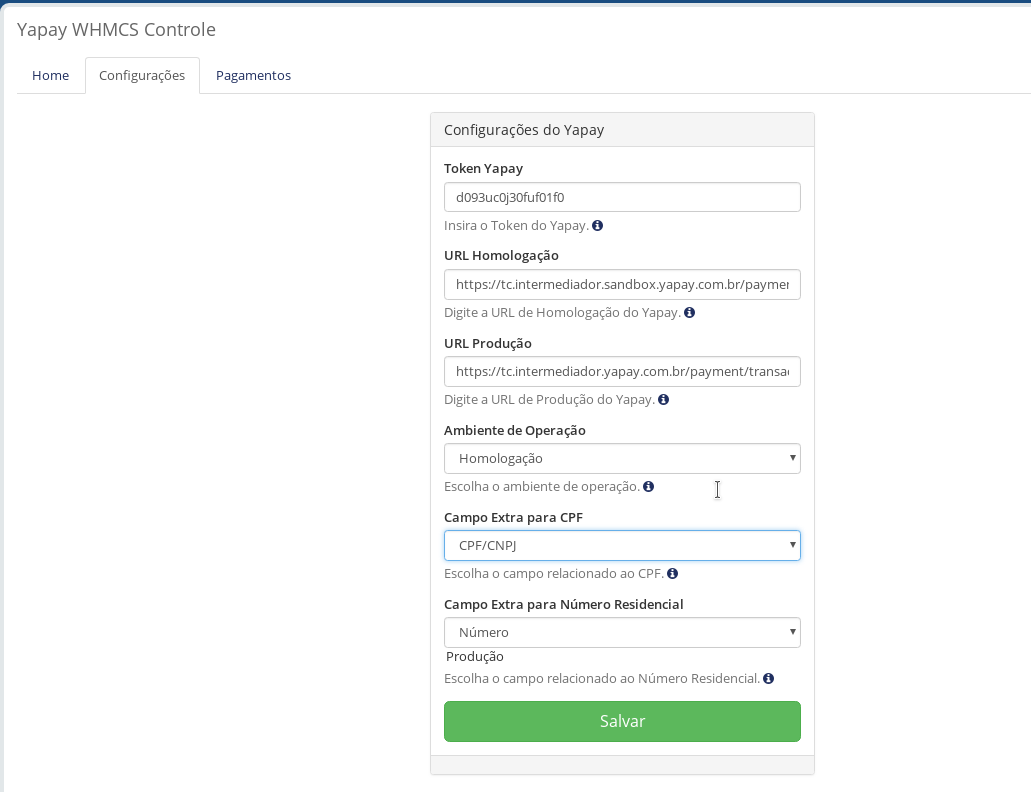 Yapay WHMCS Controle
Home Configurações Pagamentos
Configurações do Yapay
Token Yapay
d093uc0j30fuf01f0
Insira o Token do Yapay.
URL Homologação
https://tc.intermediador.sandbox.yapay.com.br/paymen
Digite a URL de Homologação do Yapay.
URL Produção
https://tc.intermediador.yapay.com.br/payment/transac
Digite a URL de Produção do Yapay.
Ambiente de Operação
Homologação
Escolha o ambiente de operação.
Campo Extra para CPF
CPF/CNPJ
Escolha o campo relacionado ao CPF.
Campo Extra para Número Residencial
Número
Produção
Escolha o campo relacionado ao Número Residencial.
Salvar